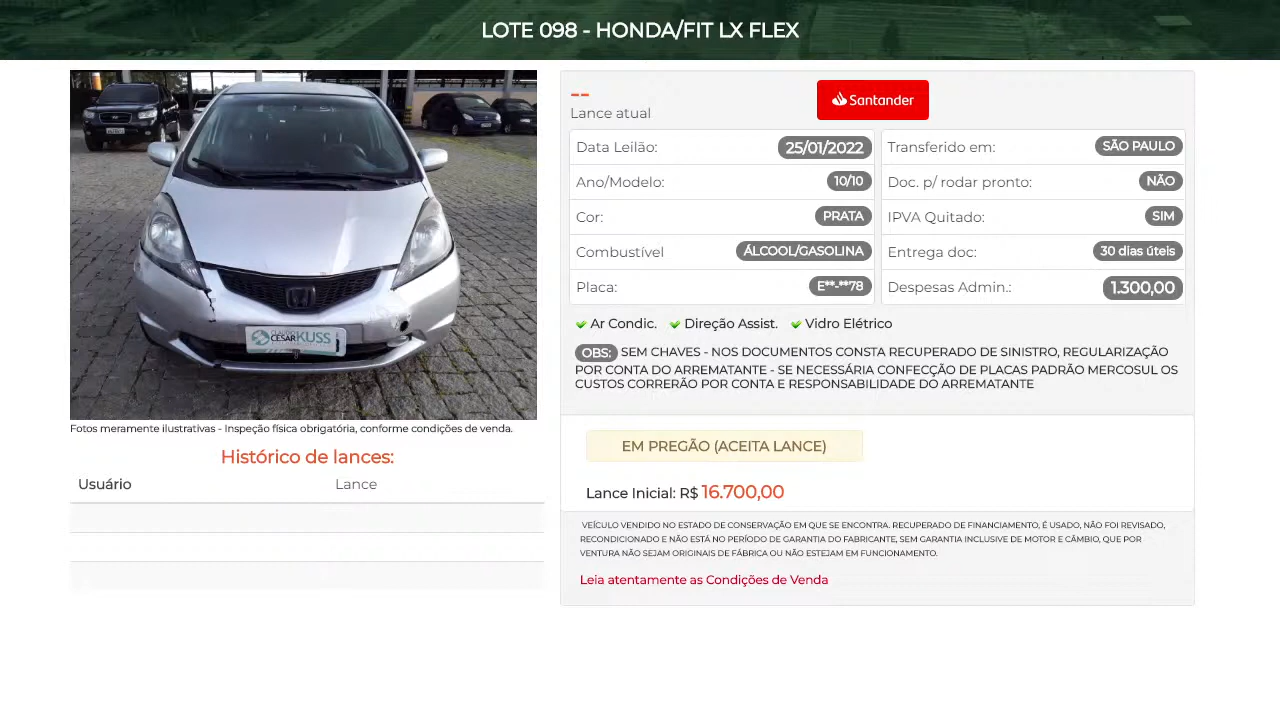 LOTE 098 - HONDA/FIT LX FLEX
CLAUDIO
CESAR KUSS
Fotos meramente ilustrativas - Inspeção física obrigatória, conforme condições de venda.
Histórico de lances:
Usuário Lance
--
Lance atual
Santander
Data Leilão: 25/01/2022
Ano/Modelo: 10/10
Cor: PRATA
Combustível ÁLCOOL/GASOLINA
Placa: E**-**78
Transferido em: SÃO PAULO
Doc. p/ rodar pronto: NÃO
IPVA Quitado: SIM
Entrega doc: 30 dias úteis
Despesas Admin.: 1.300,00
Ar Condic. Direção Assist. Vidro Elétrico
OBS: SEM CHAVES - NOS DOCUMENTOS CONSTA RECUPERADO DE SINISTRO, REGULARIZAÇÃO
POR CONTA DO ARREMATANTE - SE NECESSÁRIA CONFECÇÃO DE PLACAS PADRÃO MERCOSUL OS
CUSTOS CORRERÃO POR CONTA E RESPONSABILIDADE DO ARREMATANTE
EM PREGÃO (ACEITA LANCE)
Lance Inicial: R$ 16.700,00
VEÍCULO VENDIDO NO ESTADO DE CONSERVAÇÃO EM QUE SE ENCONTRA. RECUPERADO DE FINANCIAMENTO, É USADO, NÃO FOI REVISADO,
RECONDICIONADO E NÃO ESTÁ NO PERÍODO DE GARANTIA DO FABRICANTE, SEM GARANTIA INCLUSIVE DE MOTOR E CÂMBIO, QUE POR
VENTURA NÃO SEJAM ORIGINAIS DE FÁBRICA OU NÃO ESTEJAM EM FUNCIONAMENTO.
Leia atentamente as Condições de Venda